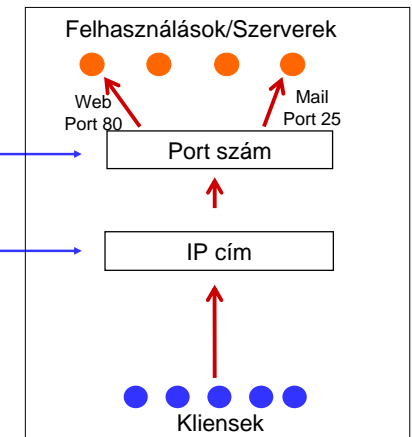 Felhasználások/Szerverek
Web
Port 80
Mail
Port 25
Port szám
IP cím
Kliensek